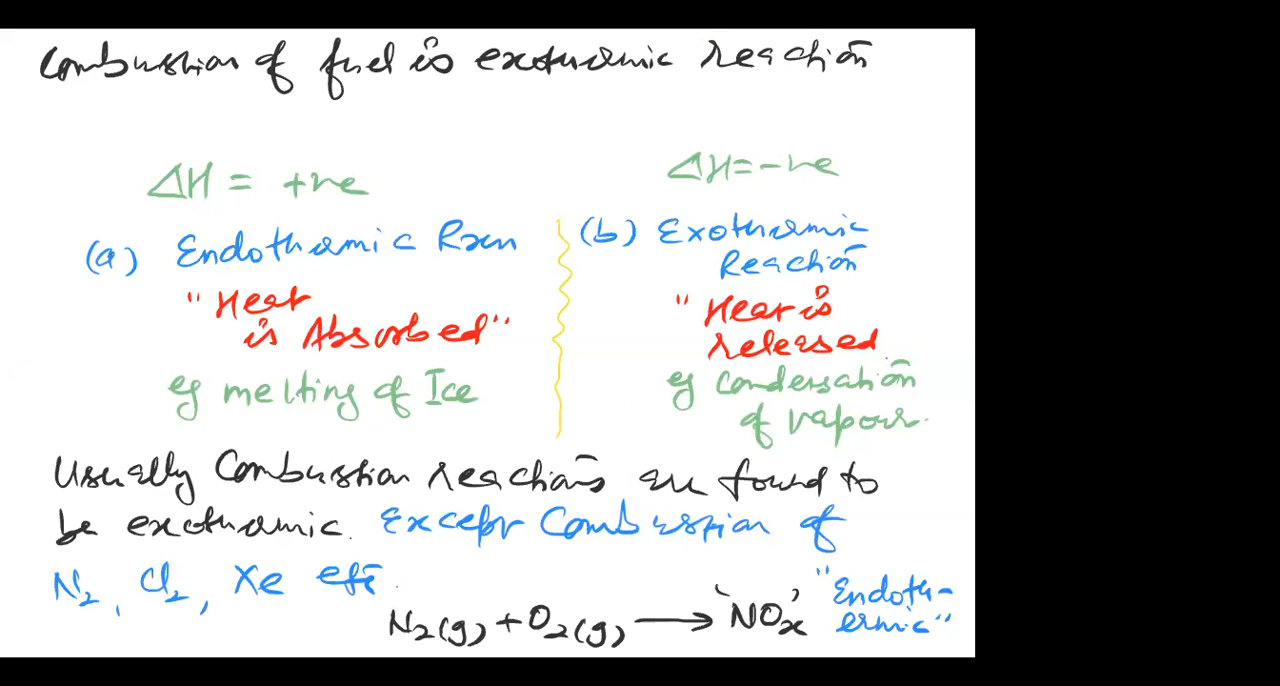 Combustion of fuel is exothermic reaction
ΔH = +ve
(a) Endothermic Rxn
"Heat
is Absorbed"
eg melting of Ice
ΔH = -ve
(b) Exothermic
Reaction
"Heat is
released
eg Condensation
of vapour.
Usually Combustion reactions are found to
be exothermic. Except Combustion of
N₂, Cl₂, Xe etc.
N₂(g) + O₂(g) → 'NOx' "Endoth-
ermic"